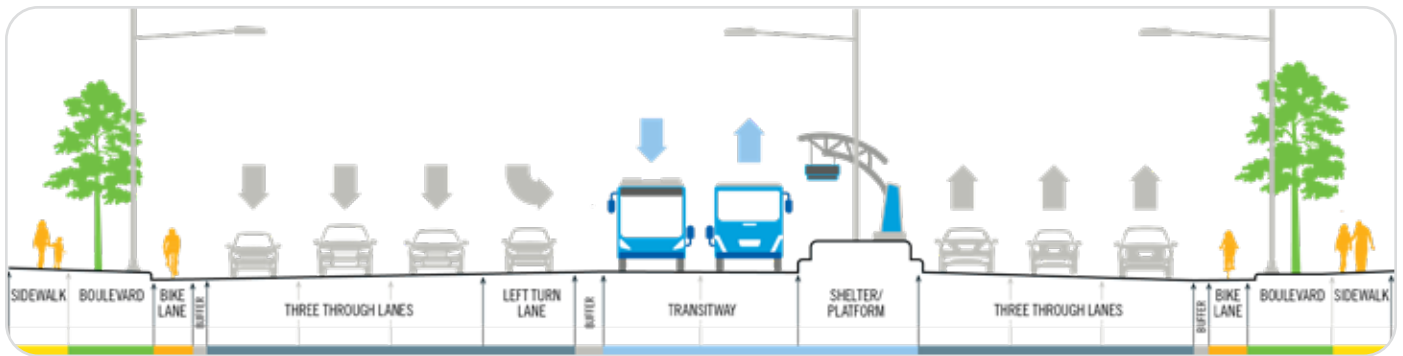 SIDEWALK
BOULEVARD
BIKE
LANE
BUFFER
THREE THROUGH LANES
LEFT TURN
LANE
BUFFER
TRANSITWAY
SHELTER/
PLATFORM
THREE THROUGH LANES
BUFFER
BIKE
LANE
BOULEVARD
SIDEWALK